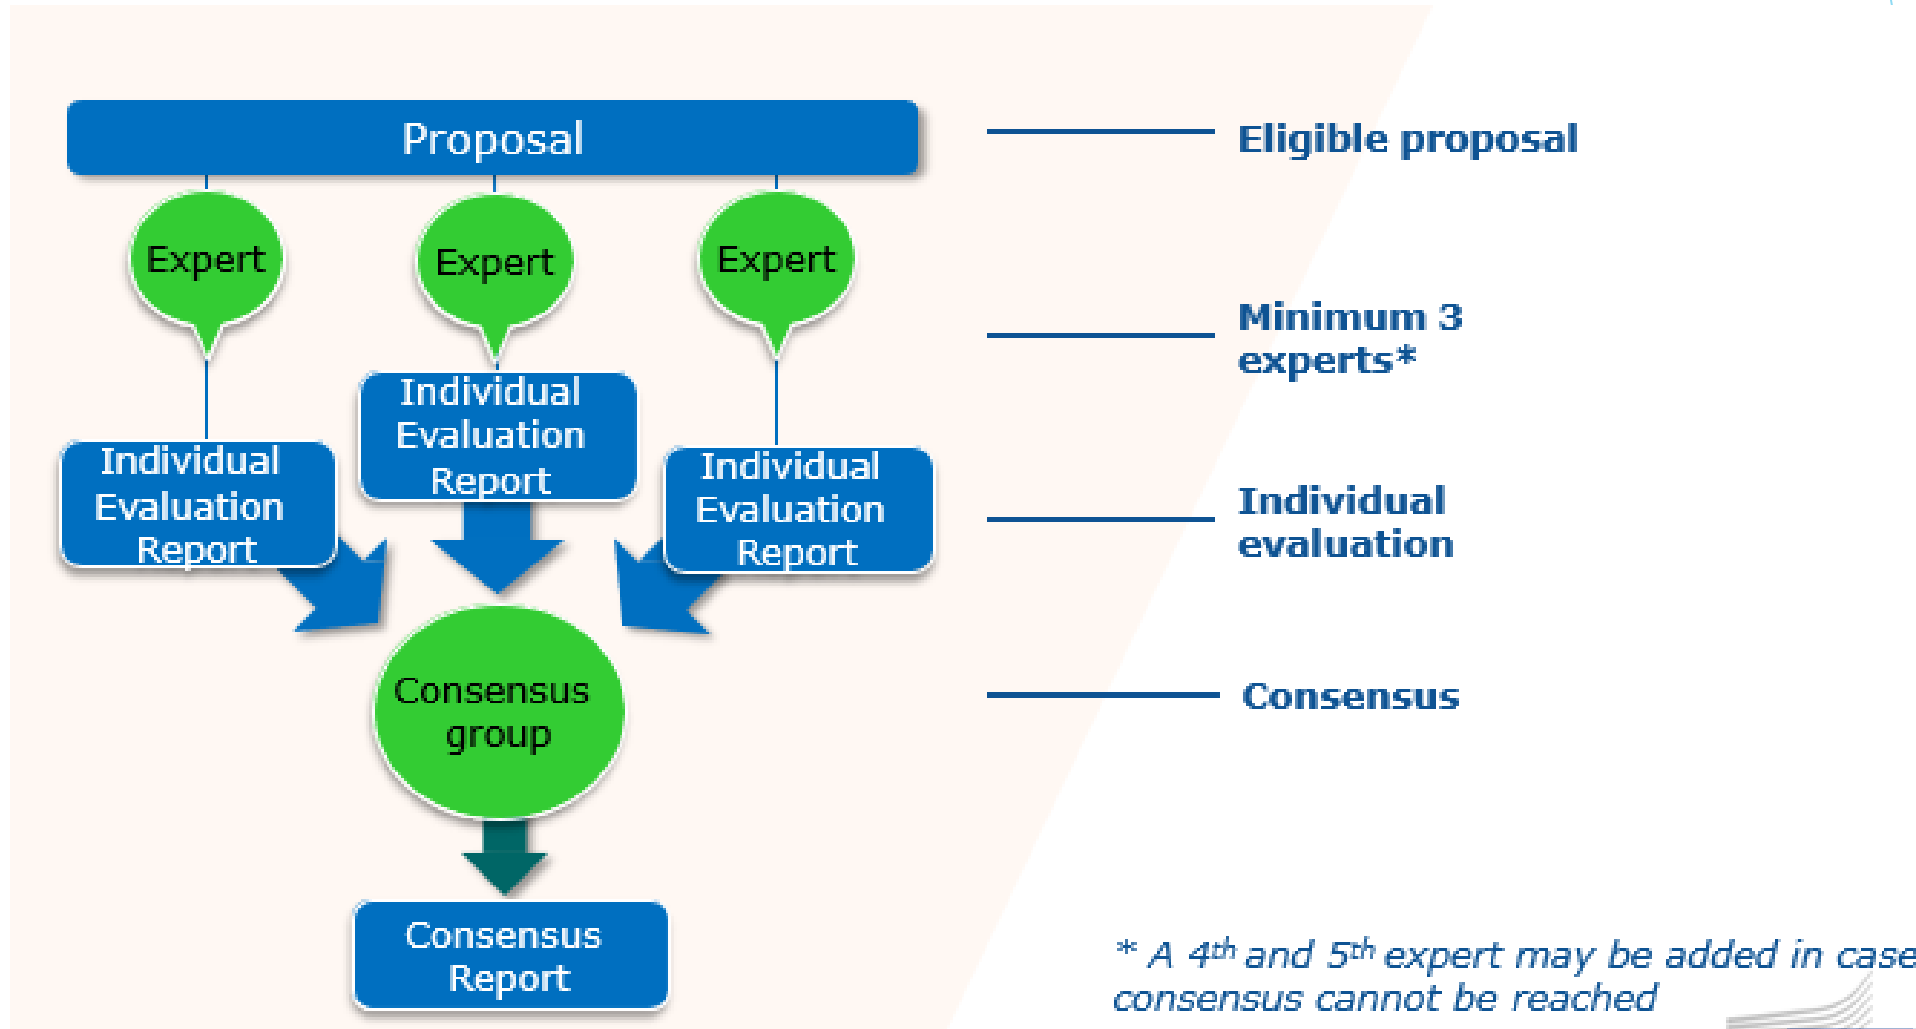 Proposal
Eligible proposal
Expert
Expert
Expert
Minimum 3
experts*
Individual
Evaluation
Report
Individual
Evaluation
Report
Individual
Evaluation
Report
Individual
evaluation
Consensus
group
Consensus
Consensus
Report
* A 4th and 5th expert may be added in case
consensus cannot be reached